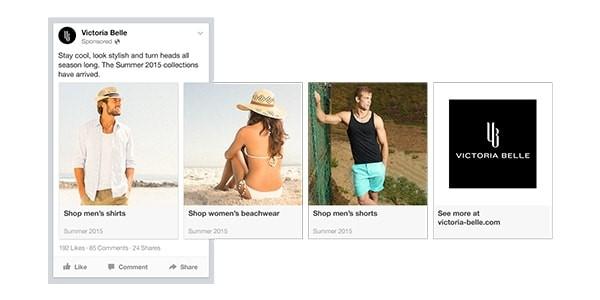 Victoria Belle
Sponsored
Stay cool, look stylish and turn heads all
season long. The Summer 2015 collections
have arrived.
VB
VICTORIA BELLE
Shop men's shirts
Summer 2015
Shop women's beachwear
Summer 2015
Shop men's shorts
Summer 2015
See more at
victoria-belle.com
192 Likes · 85 Comments · 24 Shares
Like
Comment
Share